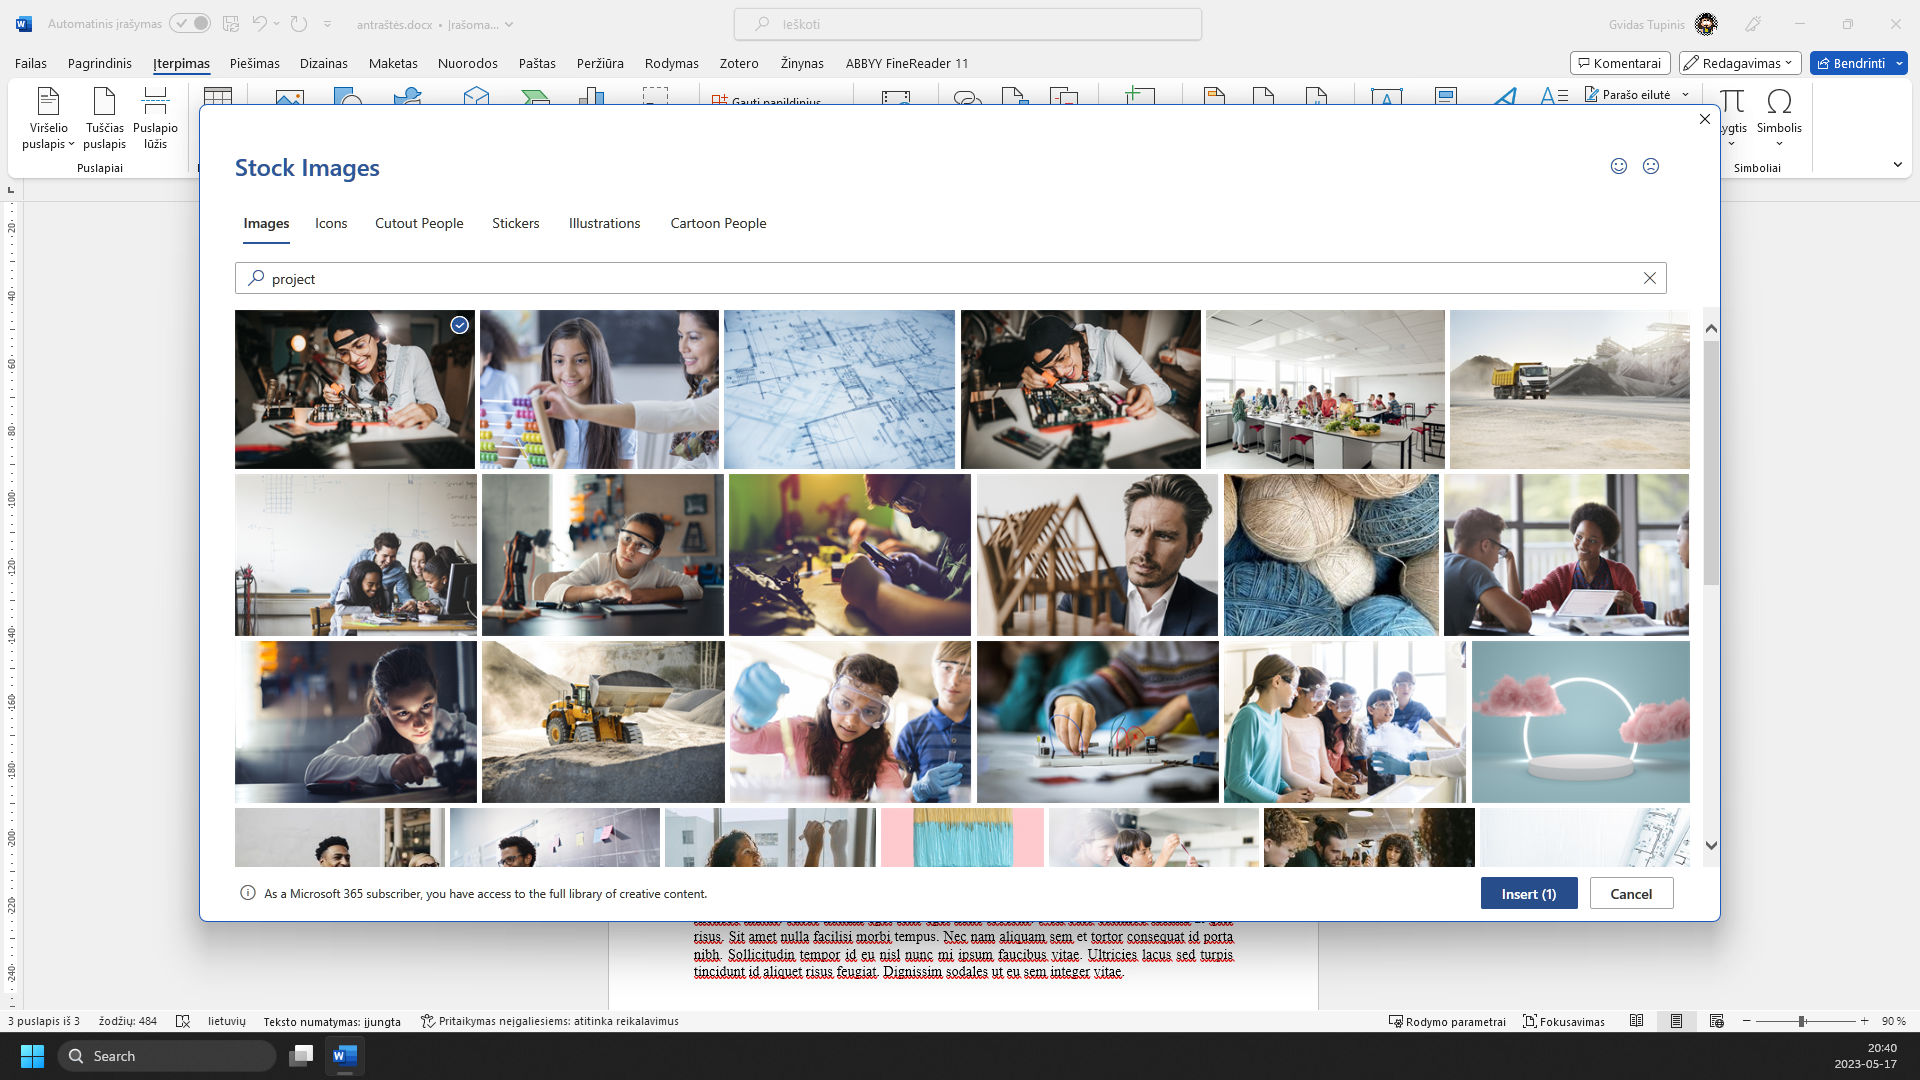 Automatinis įrašymas
antraštės.docx • Įrašoma...
Ieškoti
Gvidas Tupinis
Failas Pagrindinis Įterpimas Piešimas Dizainas Maketas Nuorodos Paštas Peržiūra Rodymas Zotero Žinynas ABBYY FineReader 11
Komentarai Redagavimas Bendrinti
Viršelio puslapis
Tuščias puslapis
Puslapio lūžis
Puslapiai
Gauti papildinius
Parašo eilutė
Simbolis
Simboliai
Stock Images
Images Icons Cutout People Stickers Illustrations Cartoon People
project
As a Microsoft 365 subscriber, you have access to the full library of creative content.
Insert (1) Cancel
risus. Sit amet nulla facilisi morbi tempus. Nec nam aliquam sem et tortor consequat id porta
nibh. Sollicitudin tempor id eu nisl nunc mi ipsum faucibus vitae. Ultricies lacus sed turpis
tincidunt id aliquet risus feugiat. Dignissim sodales ut eu sem integer vitae.
3 puslapis iš 3 žodžių: 484 lietuvių Teksto numatymas: įjungta Pritaikymas neįgaliesiems: atitinka reikalavimus
Rodymo parametrai Fokusavimas 90 %
Search
20:40
2023-05-17